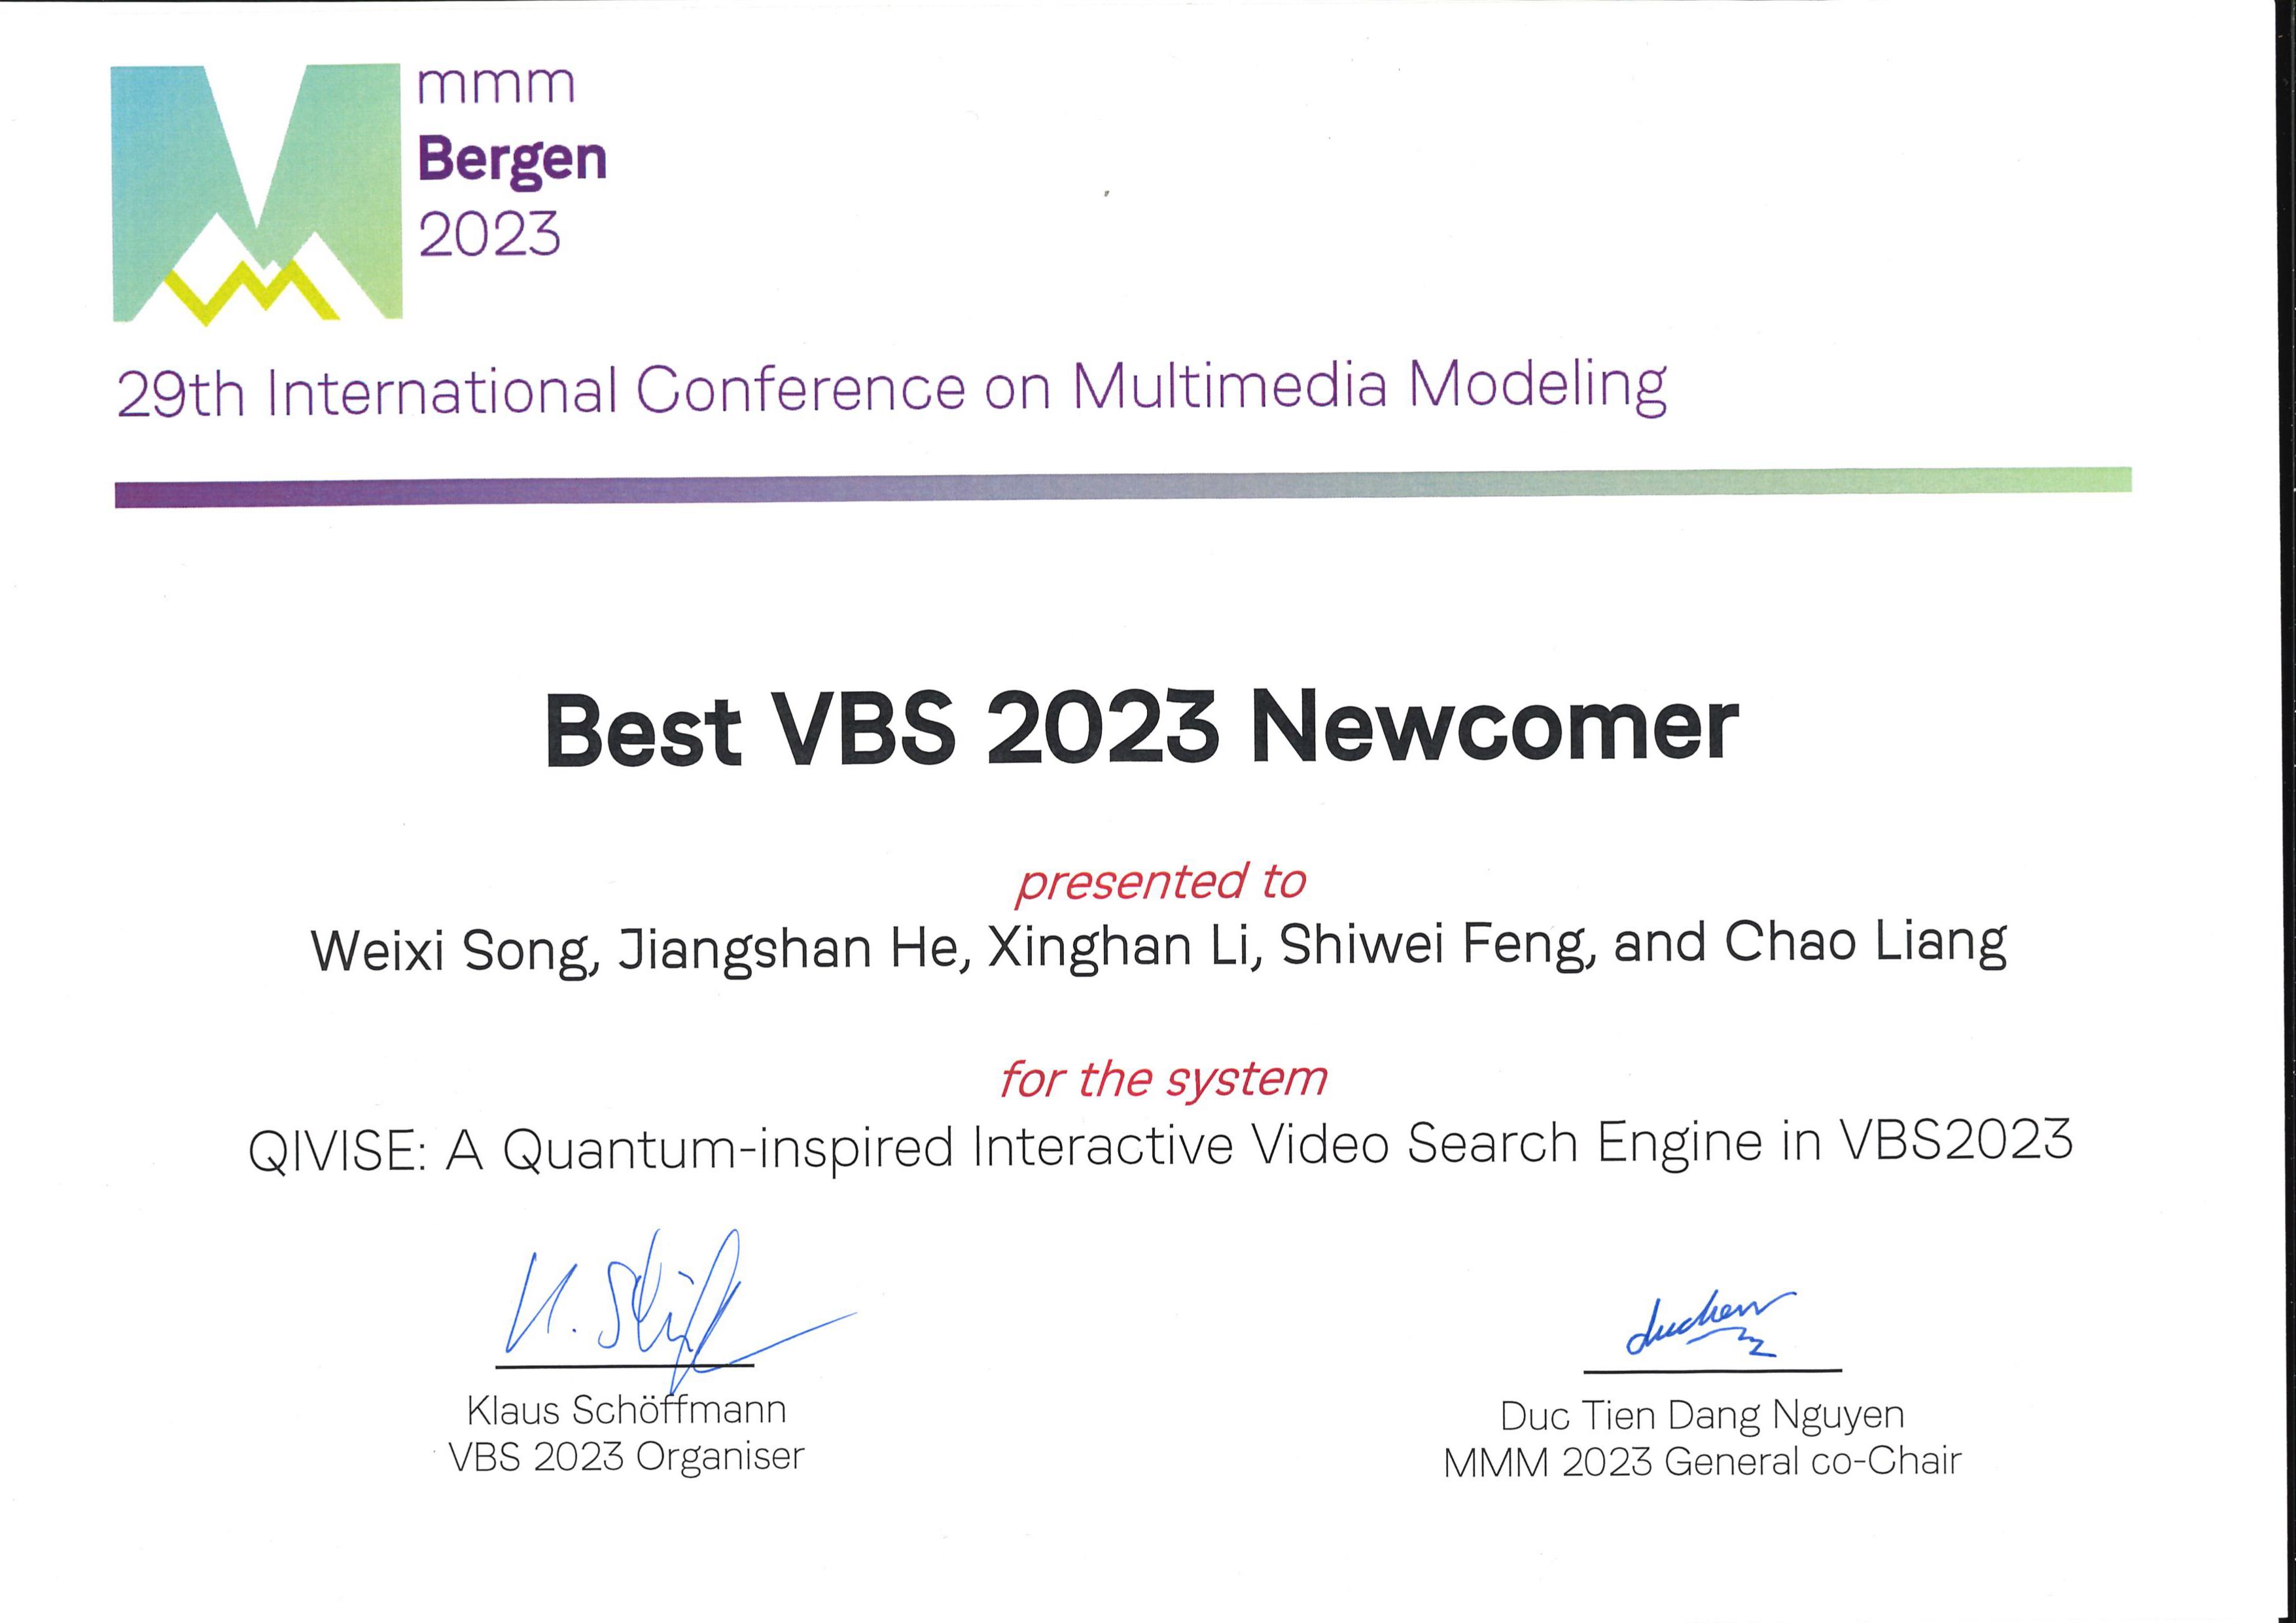 mmm
Bergen
2023
29th International Conference on Multimedia Modeling
Best VBS 2023 Newcomer
presented to
Weixi Song, Jiangshan He, Xinghan Li, Shiwei Feng, and Chao Liang
for the system
QIVISE: A Quantum-inspired Interactive Video Search Engine in VBS2023
Klaus Schöffmann
VBS 2023 Organiser
Duc Tien Dang Nguyen
MMM 2023 General co-Chair